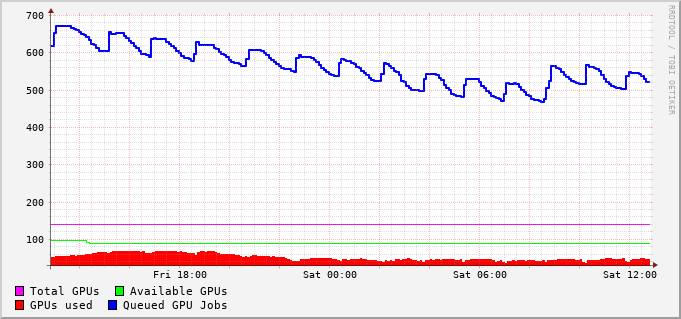 RRDTOOL / TOBI OETIKER
700
600
500
400
300
200
100
Fri 18:00 Sat 00:00 Sat 06:00 Sat 12:00
Total GPUs Available GPUs
GPUs used Queued GPU Jobs